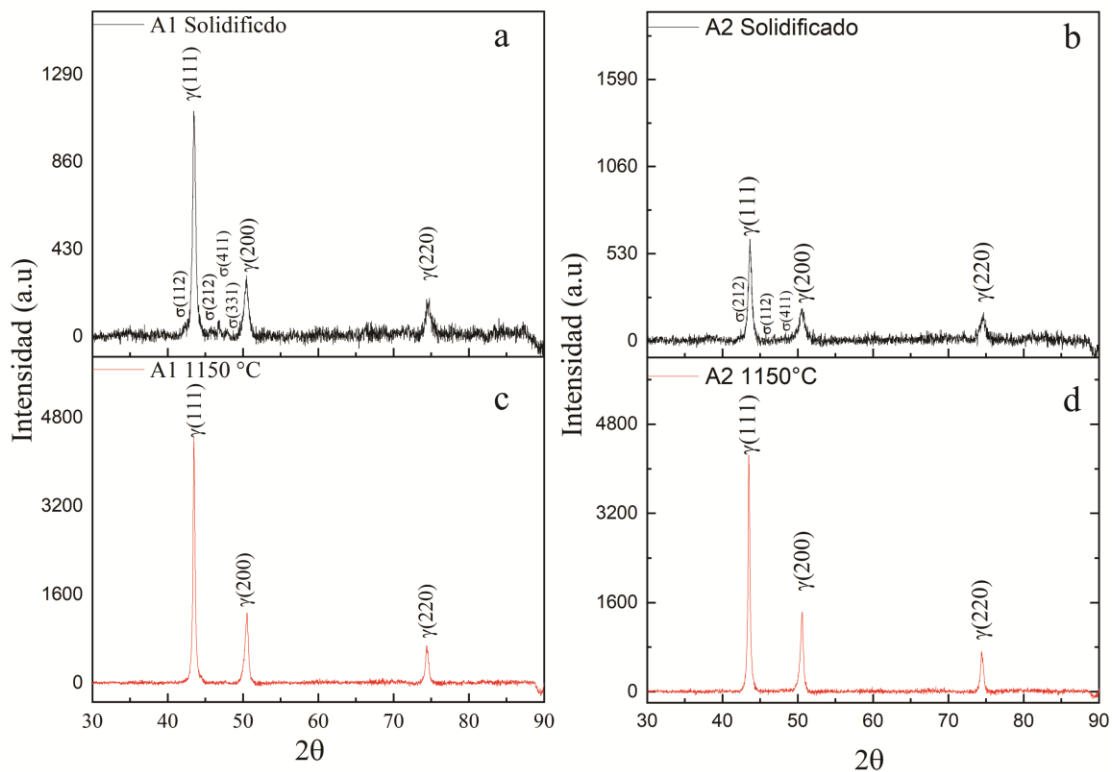 A1 Solidificdo
a
Intensidad (a.u)
1290
860
430
0
σ(112)
γ(111)
σ(212)
σ(411)
σ(331)
γ(200)
γ(220)
A2 Solidificado
b
Intensidad (a.u)
1590
1060
530
0
σ(212)
γ(111)
σ(112)
σ(411)
γ(200)
γ(220)
A1 1150 °C
c
4800
3200
1600
0
γ(111)
γ(200)
γ(220)
30 40 50 60 70 80 90
2θ
A2 1150°C
d
4800
3200
1600
0
γ(111)
γ(200)
γ(220)
30 40 50 60 70 80 90
2θ